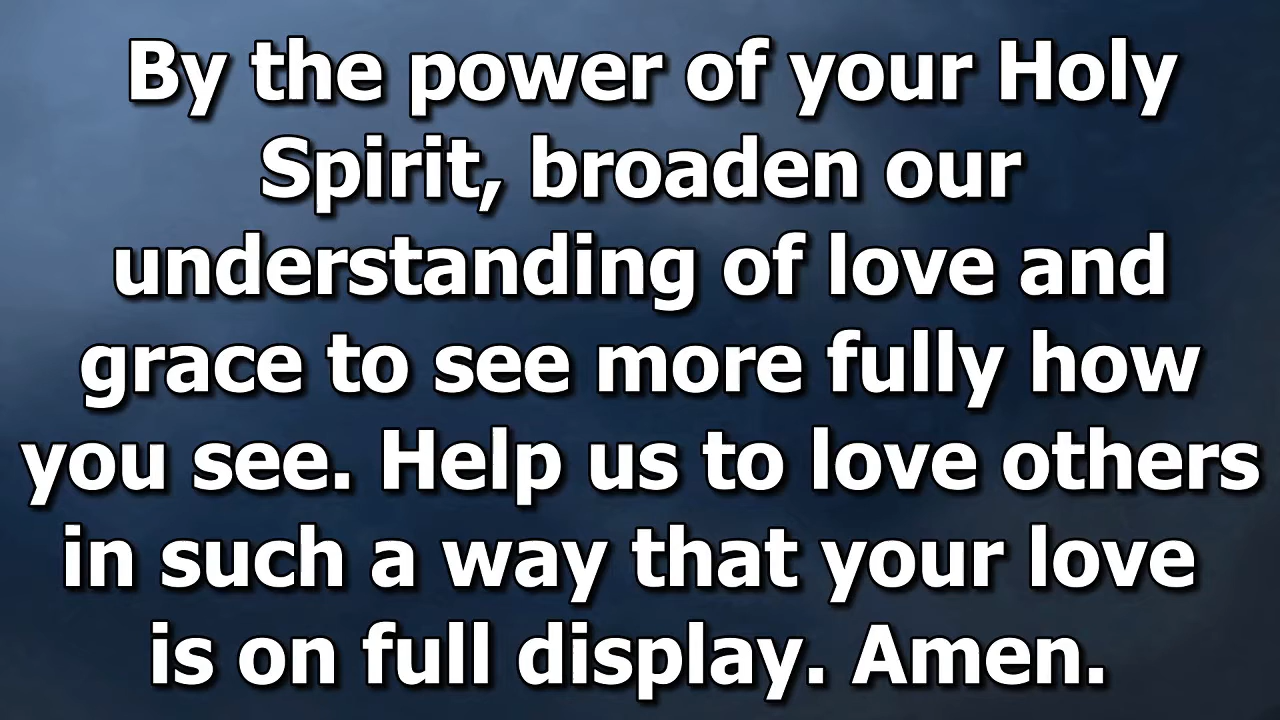 By the power of your Holy
Spirit, broaden our
understanding of love and
grace to see more fully how
you see. Help us to love others
in such a way that your love
is on full display. Amen.